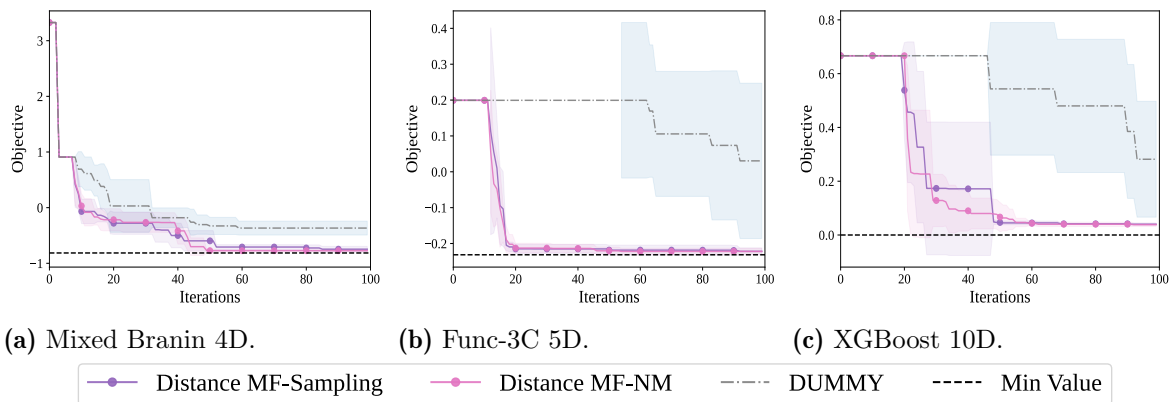 3
2
1
0
−1
0
20
40
60
80
100
Objective
Iterations
0.4
0.3
0.2
0.1
0.0
−0.1
−0.2
0
20
40
60
80
100
Objective
Iterations
0.8
0.6
0.4
0.2
0.0
0
20
40
60
80
100
Objective
Iterations
(a) Mixed Branin 4D.
(b) Func-3C 5D.
(c) XGBoost 10D.
Distance MF-Sampling
Distance MF-NM
DUMMY
Min Value